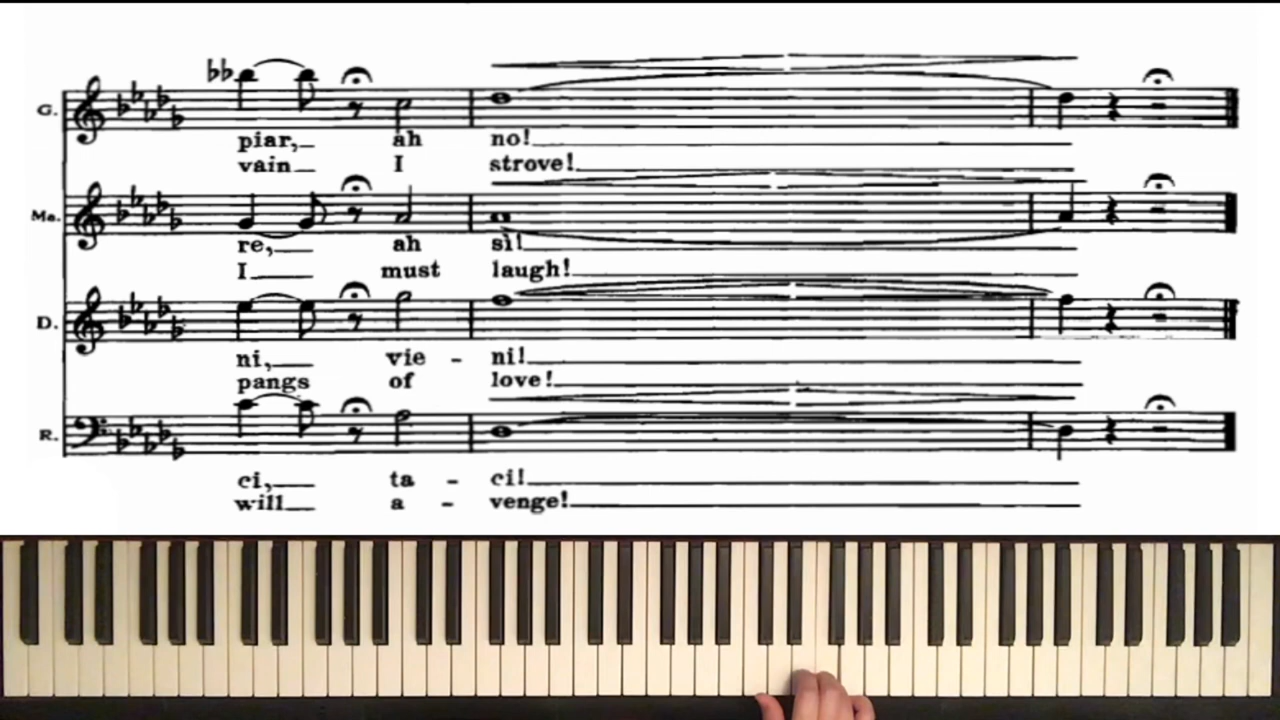 G.
piar, ah no!
vain I strove!
Ma.
re, ah sì!
I must laugh!
D.
ni, vie - ni!
pangs of love!
R.
ci, ta - ci!
will a - venge!